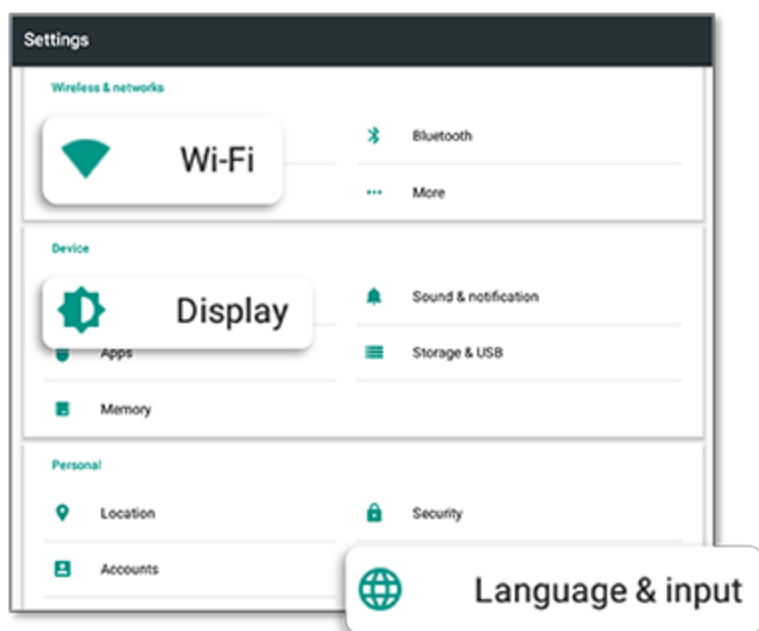 Settings
Wireless & networks
Wi-Fi
Bluetooth
More
Device
Display
Sound & notification
Apps
Storage & USB
Memory
Personal
Location
Security
Accounts
Language & input